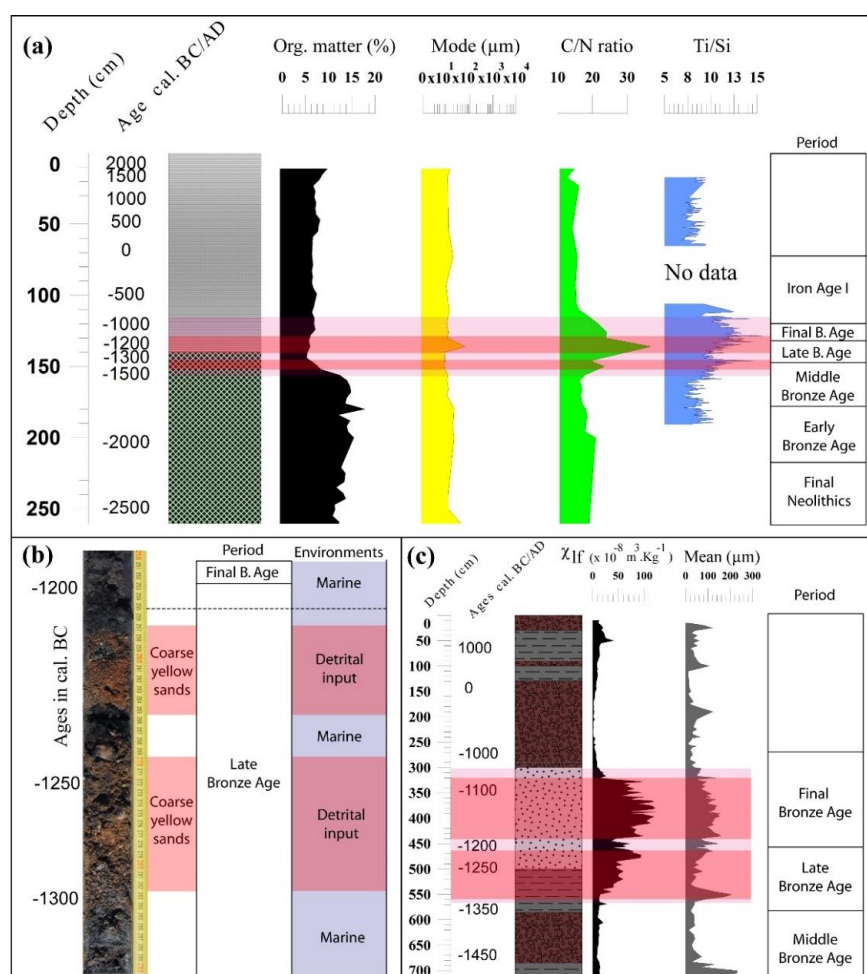 (a)
Depth (cm)
Age cal. BC/AD
Org. matter (%)
0 5 10 15 20
Mode (µm)
0 x10¹ x10² x10³ x10⁴
C/N ratio
10 20 30
Ti/Si
5 8 10 13 15
Period
0
50
100
150
200
250
2000
1500
1000
500
0
-500
-1000
-1200
-1300
-1500
-2000
-2500
No data
Iron Age I
Final B. Age
Late B. Age
Middle
Bronze Age
Early
Bronze Age
Final
Neolithics
(b)
Ages in cal. BC
-1200
-1250
-1300
Coarse
yellow
sands
Coarse
yellow
sands
Period
Final B. Age
Late
Bronze Age
Environments
Marine
Detrital
input
Marine
Detrital
input
Marine
(c)
Depth (cm)
Ages cal. BC/AD
χlf (x 10⁻⁸ m³.Kg⁻¹)
0 50 100
Mean (µm)
0 100 200 300
Period
0
50
100
150
200
250
300
350
400
450
500
550
600
650
700
1000
0
-1000
-1100
-1200
-1250
-1350
-1450
Final
Bronze Age
Late
Bronze Age
Middle
Bronze Age